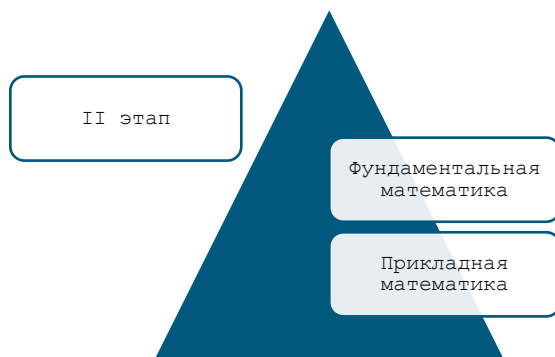 II этап
Фундаментальная
математика
Прикладная
математика